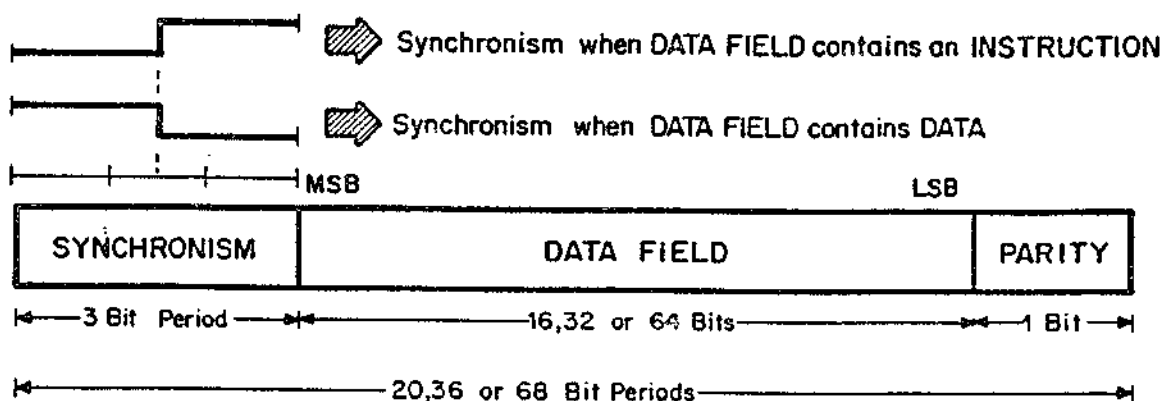 Synchronism when DATA FIELD contains an INSTRUCTION
Synchronism when DATA FIELD contains DATA
MSB
LSB
SYNCHRONISM
DATA FIELD
PARITY
3 Bit Period
16,32 or 64 Bits
1 Bit
20,36 or 68 Bit Periods